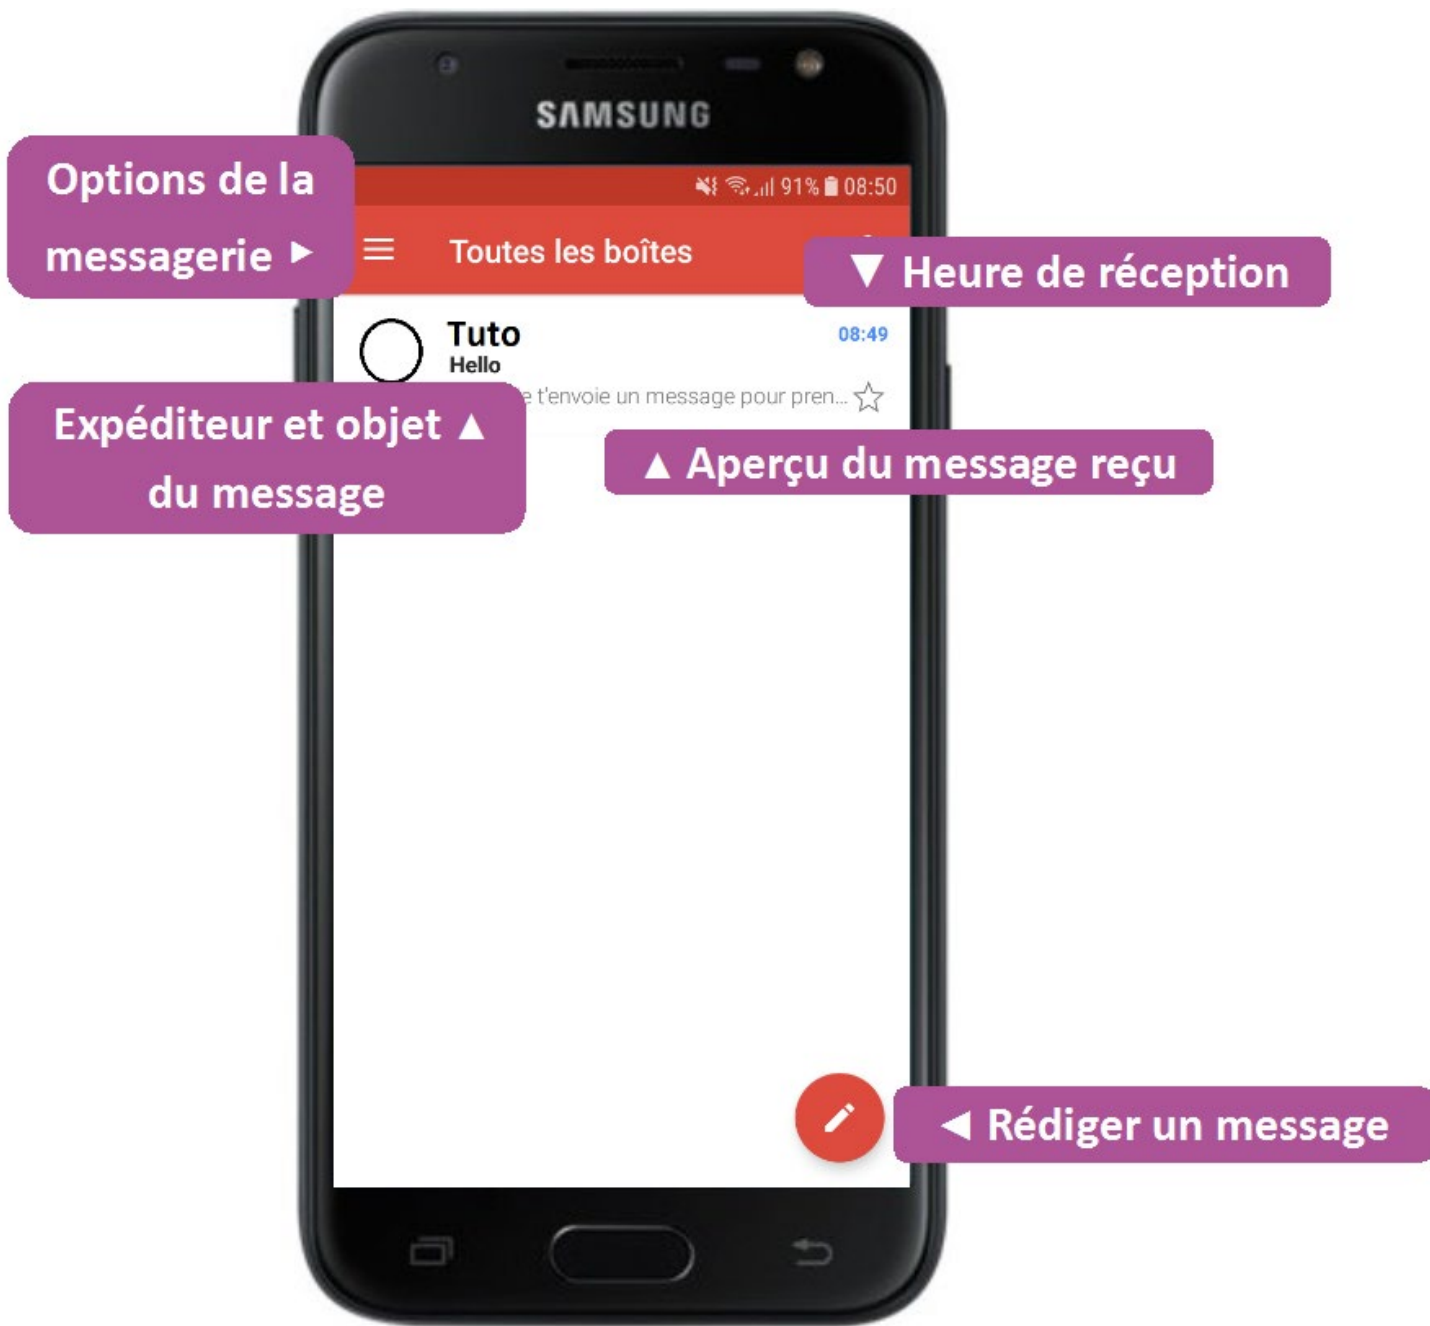 SAMSUNG
91% 08:50
Options de la
messagerie ►
Toutes les boîtes
▼ Heure de réception
Tuto
08:49
Hello
t'envoie un message pour pren...
Expéditeur et objet ▲
du message
▲ Aperçu du message reçu
◄ Rédiger un message